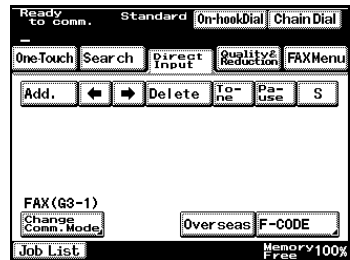 Ready to comm. Standard On-hookDial Chain Dial
One-Touch Search Direct Input Quality& Reduction FAXMenu
Add. ← → Delete To-ne Pa-use S
FAX(G3-1)
Change Comm.Mode Overseas F-CODE
Job List Memory Free 100%